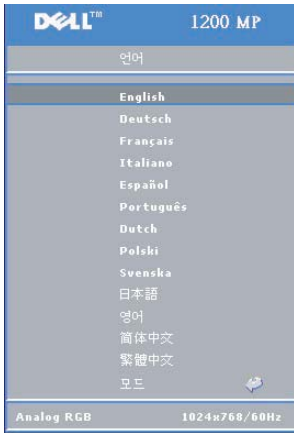 DELL™ 1200 MP
언어
English
Deutsch
Français
Italiano
Español
Português
Dutch
Polski
Svenska
日本語
영어
简体中文
繁體中文
모드
Analog RGB 1024x768/60Hz